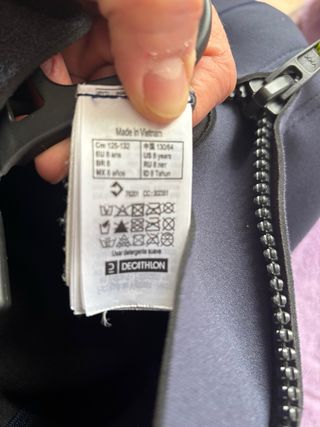 Made in Vietnam
Cm 125-132
EU 8 ans
BR 8
MX 8 años
中国 130/64
US 8 years
RU 8 лет
ID 8 Tahun
Usar detergente suave
DECATHLON